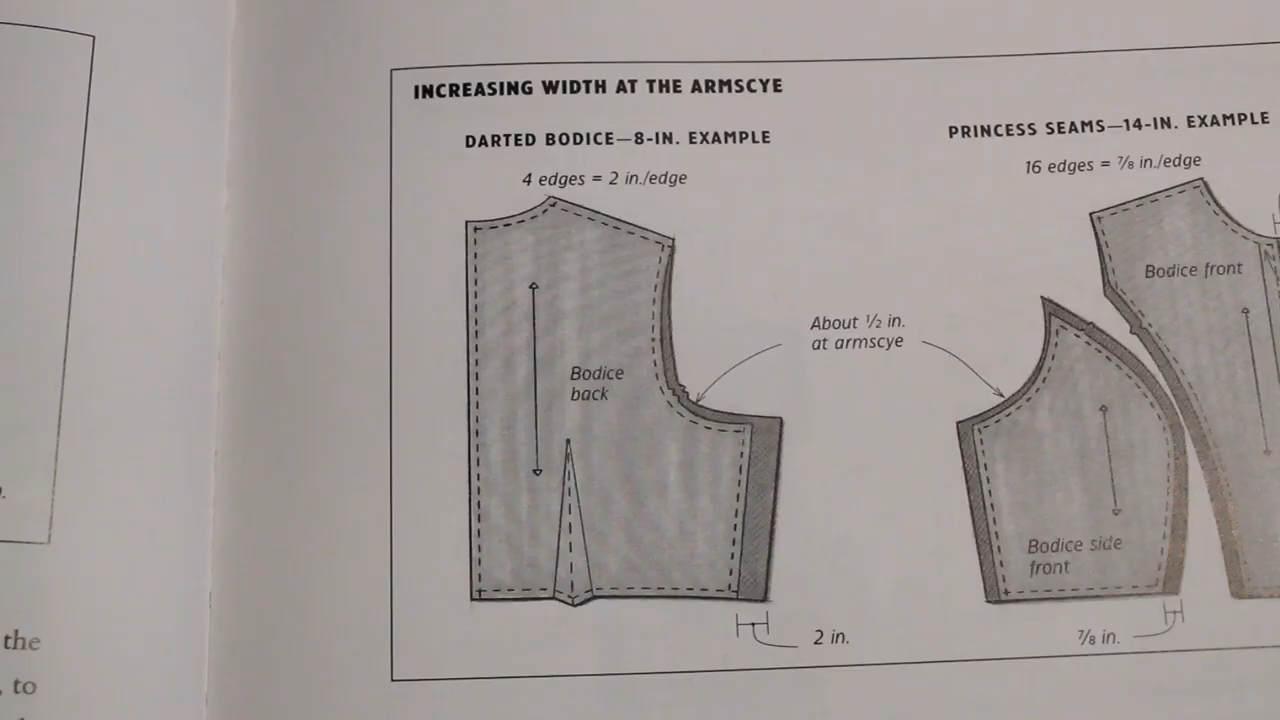 INCREASING WIDTH AT THE ARMSCYE
DARTED BODICE—8-IN. EXAMPLE
4 edges = 2 in./edge
Bodice
back
About ½ in.
at armscye
2 in.
PRINCESS SEAMS—14-IN. EXAMPLE
16 edges = ⅞ in./edge
Bodice front
Bodice side
front
⅞ in.
the
, to